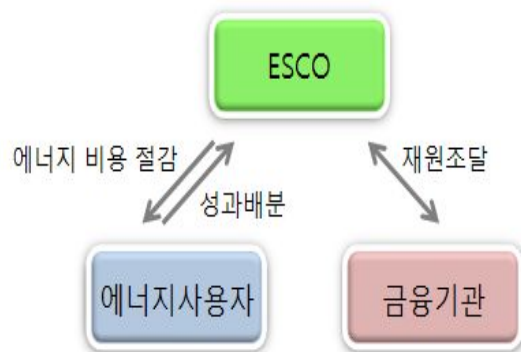 ESCO
에너지 비용 절감
재원조달
성과배분
에너지사용자
금융기관